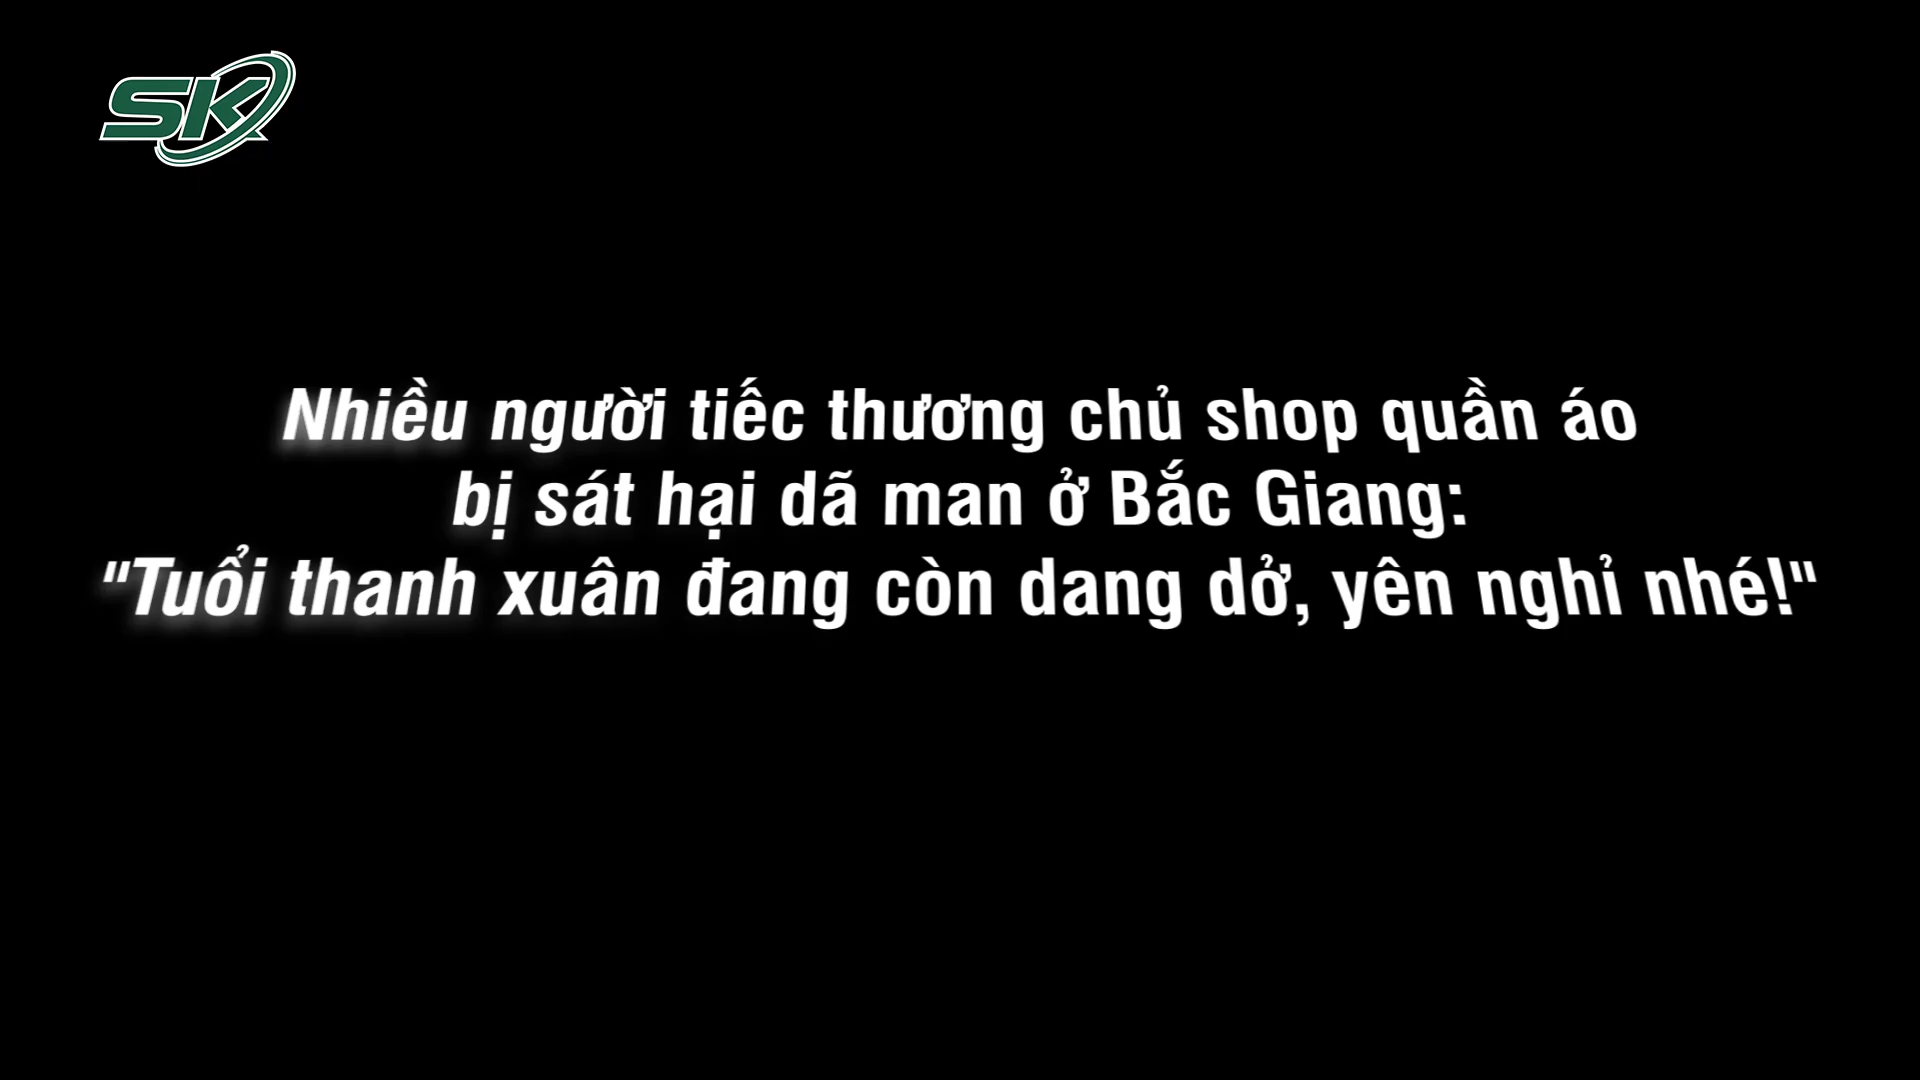 SK
Nhiều người tiếc thương chủ shop quần áo
bị sát hại dã man ở Bắc Giang:
"Tuổi thanh xuân đang còn dang dở, yên nghỉ nhé!"